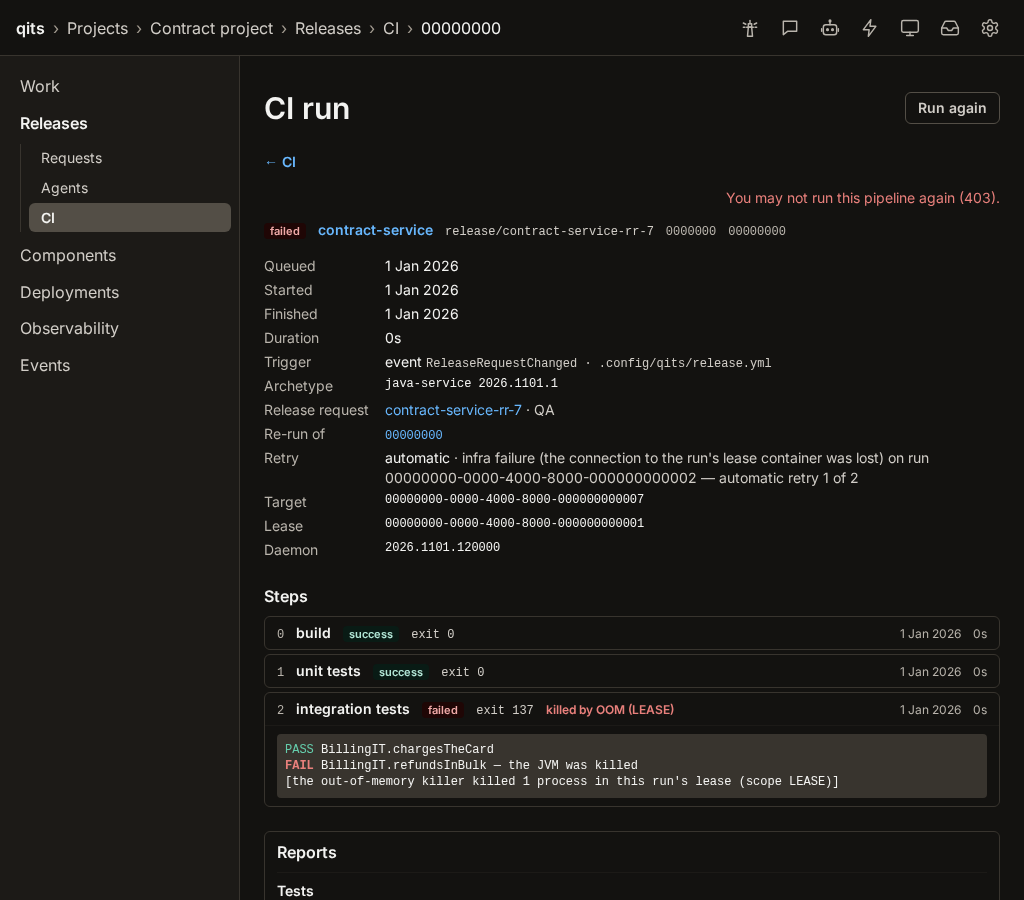 qits › Projects › Contract project › Releases › CI › 00000000
Work
Releases
Requests
Agents
CI
Components
Deployments
Observability
Events
CI run
Run again
← CI
You may not run this pipeline again (403).
failed contract-service release/contract-service-rr-7 0000000 00000000
Queued 1 Jan 2026
Started 1 Jan 2026
Finished 1 Jan 2026
Duration 0s
Trigger event ReleaseRequestChanged · .config/qits/release.yml
Archetype java-service 2026.1101.1
Release request contract-service-rr-7 · QA
Re-run of 00000000
Retry automatic · infra failure (the connection to the run's lease container was lost) on run
00000000-0000-4000-8000-000000000002 — automatic retry 1 of 2
Target 00000000-0000-4000-8000-000000000007
Lease 00000000-0000-4000-8000-000000000001
Daemon 2026.1101.120000
Steps
0 build success exit 0 1 Jan 2026 0s
1 unit tests success exit 0 1 Jan 2026 0s
2 integration tests failed exit 137 killed by OOM (LEASE) 1 Jan 2026 0s
PASS BillingIT.chargesTheCard
FAIL BillingIT.refundsInBulk — the JVM was killed
[the out-of-memory killer killed 1 process in this run's lease (scope LEASE)]
Reports
Tests